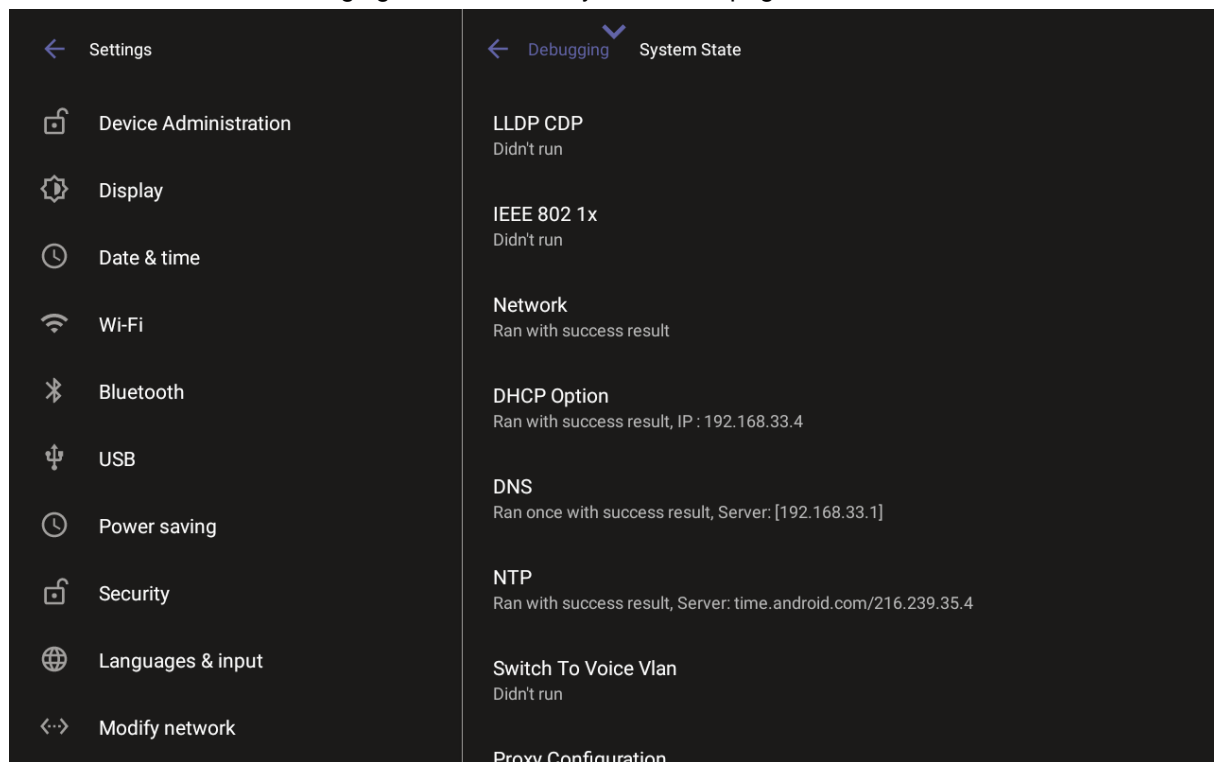 Settings
Device Administration
Display
Date & time
Wi-Fi
Bluetooth
USB
Power saving
Security
Languages & input
Modify network
Debugging System State
LLDP CDP
Didn't run
IEEE 802 1x
Didn't run
Network
Ran with success result
DHCP Option
Ran with success result, IP : 192.168.33.4
DNS
Ran once with success result, Server: [192.168.33.1]
NTP
Ran with success result, Server: time.android.com/216.239.35.4
Switch To Voice Vlan
Didn't run
Proxy Configuration